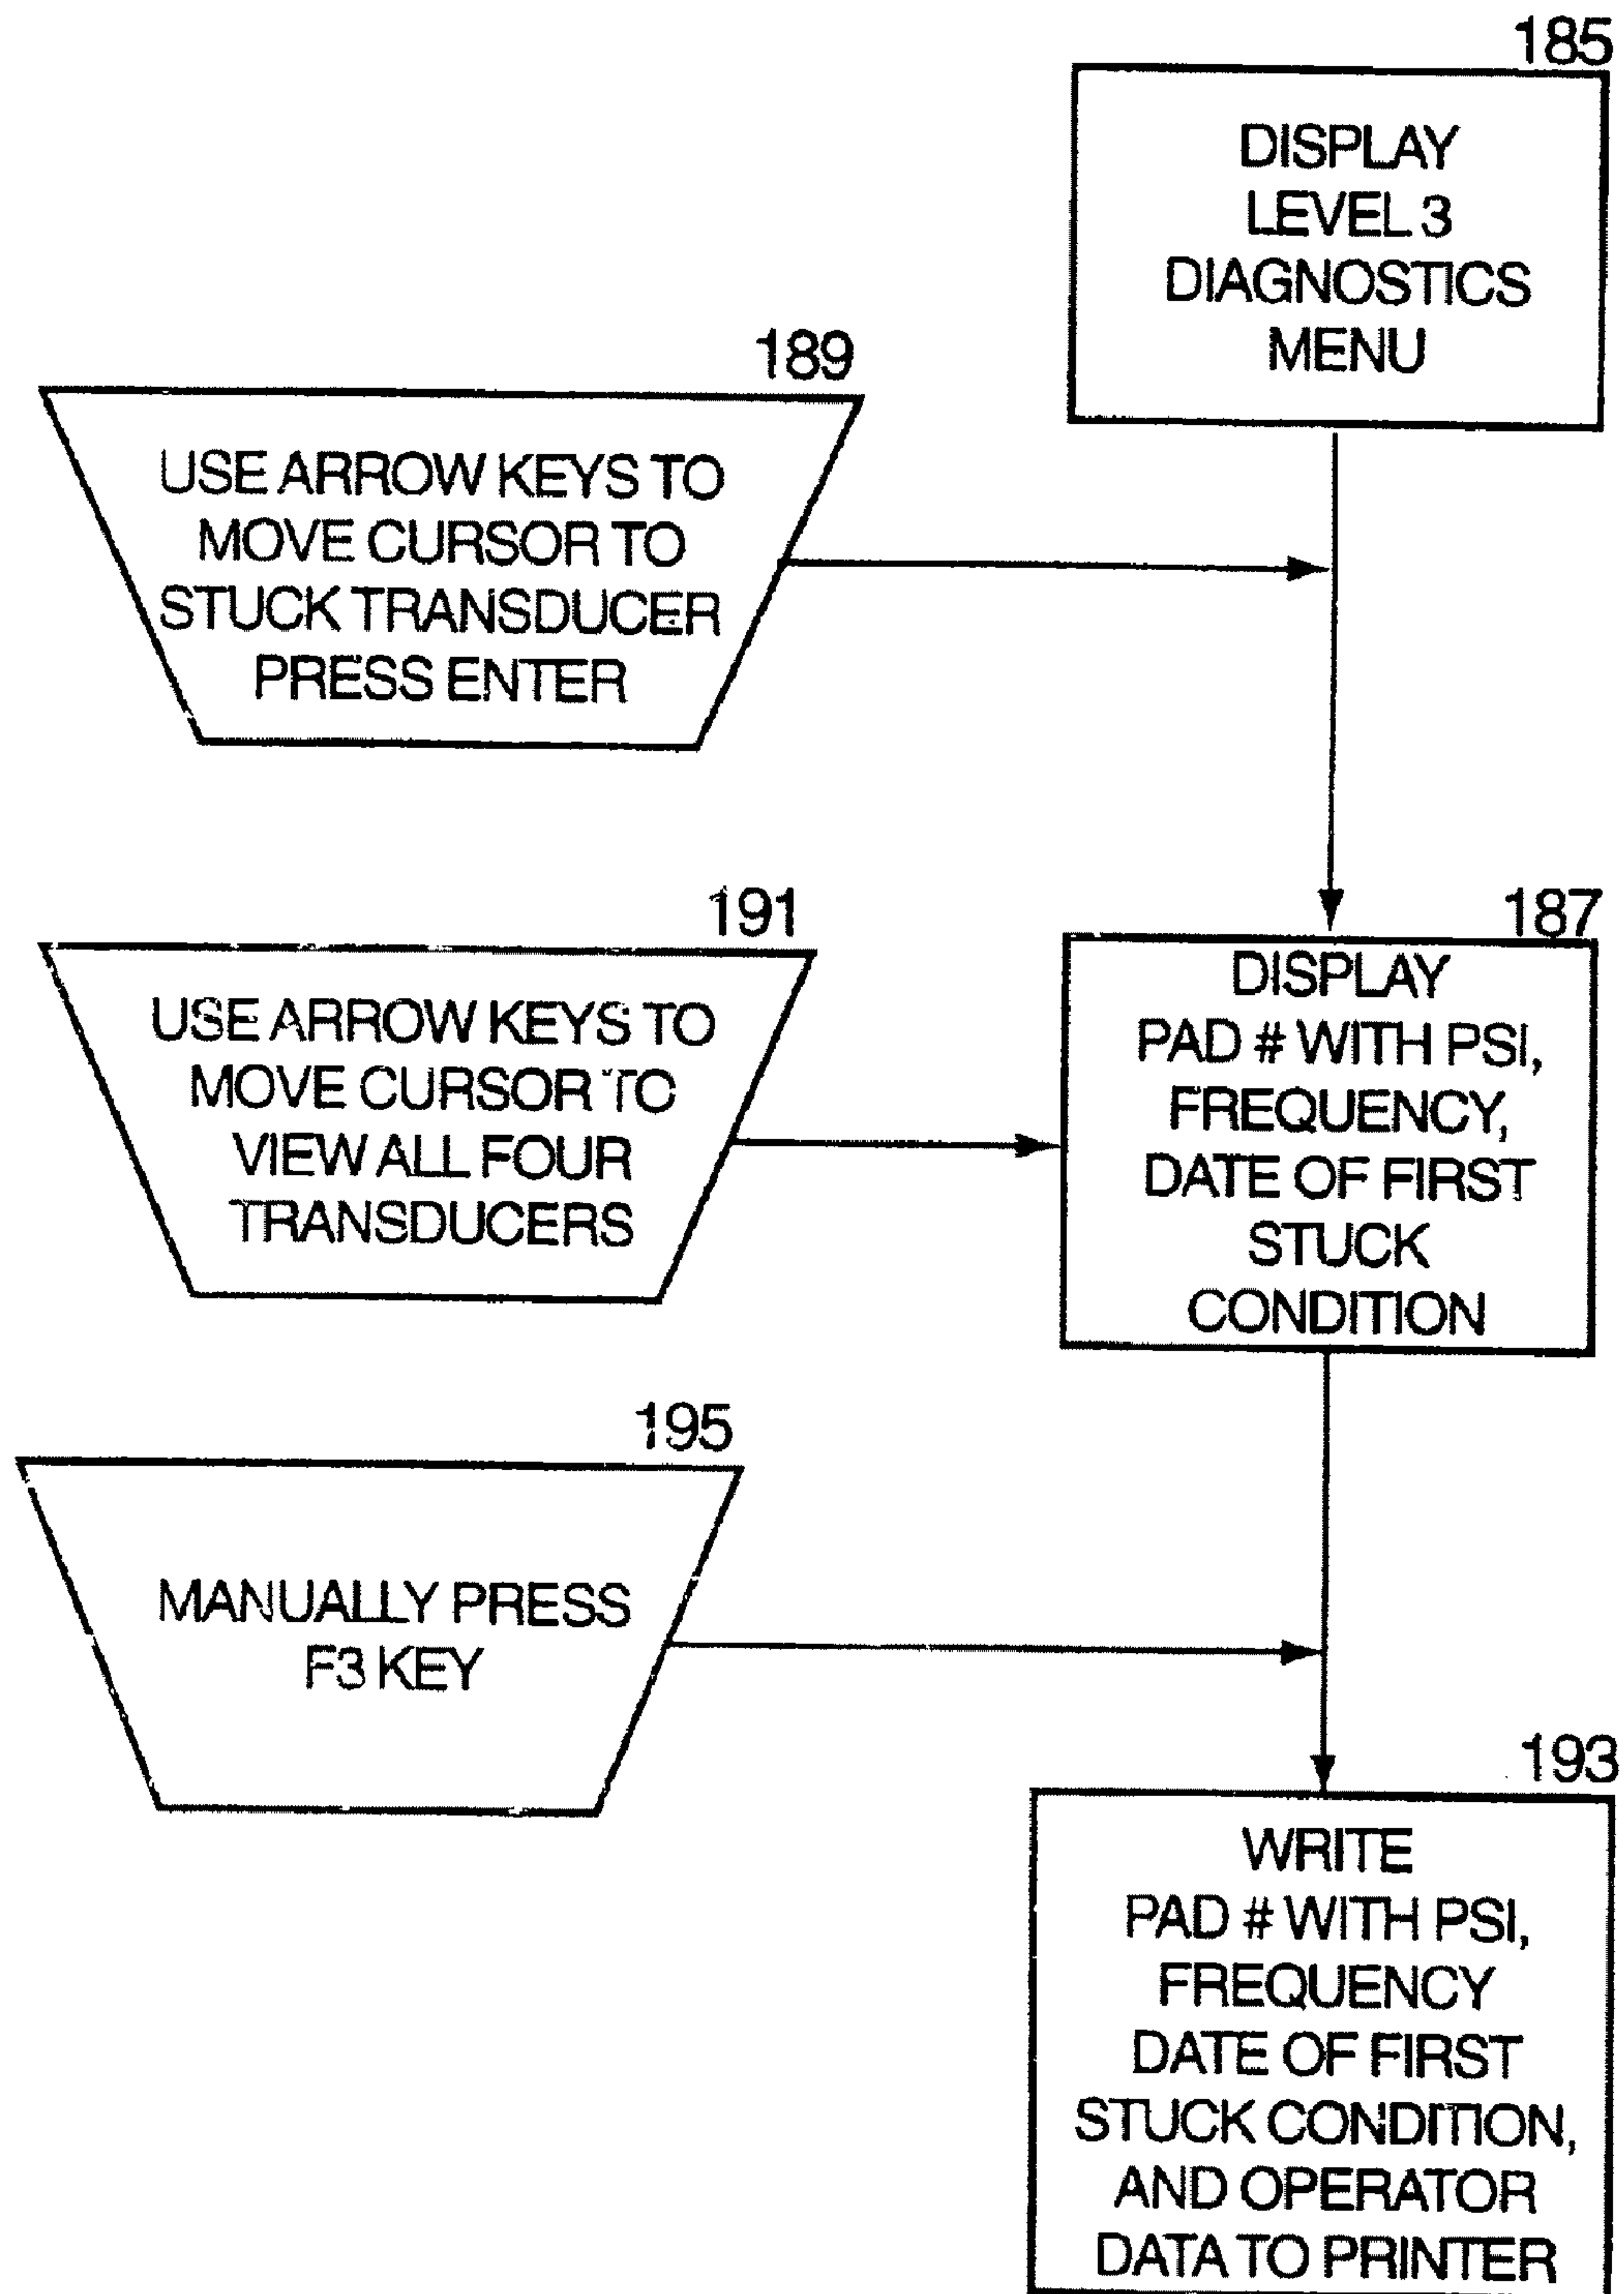 185
DISPLAY
LEVEL 3
DIAGNOSTICS
MENU
189
USE ARROW KEYS TO
MOVE CURSOR TO
STUCK TRANSDUCER
PRESS ENTER
191
USE ARROW KEYS TO
MOVE CURSOR TO
VIEW ALL FOUR
TRANSDUCERS
187
DISPLAY
PAD # WITH PSI,
FREQUENCY,
DATE OF FIRST
STUCK
CONDITION
195
MANUALLY PRESS
F3 KEY
193
WRITE
PAD # WITH PSI,
FREQUENCY
DATE OF FIRST
STUCK CONDITION,
AND OPERATOR
DATA TO PRINTER